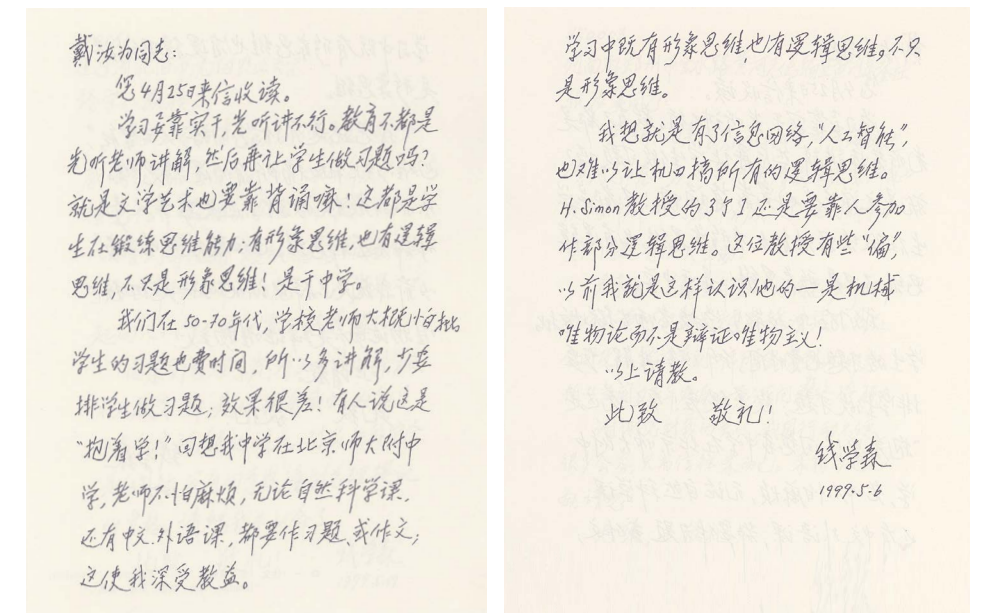 戴汝为同志：
您4月25日来信收读。
学习要靠实干，光听讲不行。教育不都是
先听老师讲解，然后再让学生做习题吗？
就是文学艺术也要靠背诵嘛！这都是学
生在锻练思维能力：有形象思维，也有逻辑
思维，不只是形象思维！是干中学。
我们在50-70年代，学校老师大概怕批
学生的习题也费时间，所以多讲解，少安
排学生做习题；效果很差！有人说这是
“抱着学！”回想我中学在北京师大附中
学，老师不怕麻烦，无论自然科学课，
还有中文、外语课，都要作习题，或作文；
这使我深受教益。
学习中既有形象思维，也有逻辑思维。不只
是形象思维。
我想就是有了信息网络，“人工智能”，
也难以让机口搞所有的逻辑思维。
H. Simon教授的3个I还是要靠人参加
作部分逻辑思维。这位教授有些“偏”，
以前我就是这样认识他的——是机械
唯物论而不是辩证唯物主义！
以上请教。
此致 敬礼！
钱学森
1999.5.6